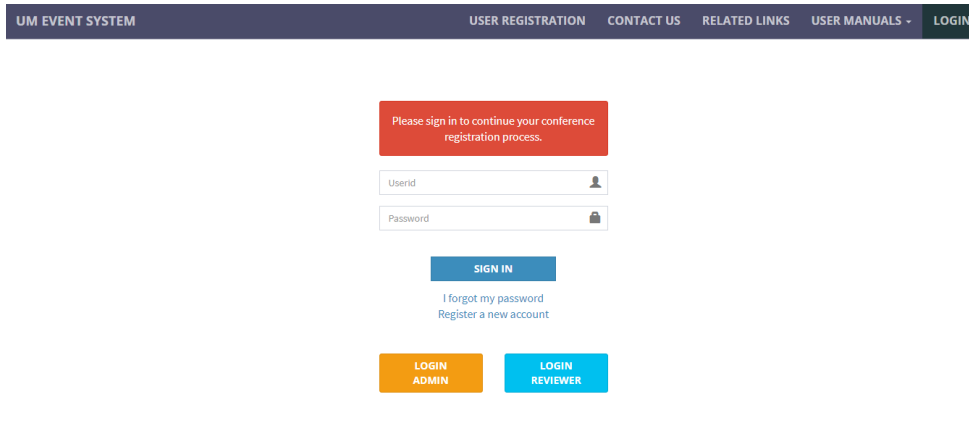 UM EVENT SYSTEM USER REGISTRATION CONTACT US RELATED LINKS USER MANUALS LOGIN
Please sign in to continue your conference
registration process.
Userid
Password
SIGN IN
I forgot my password
Register a new account
LOGIN
ADMIN
LOGIN
REVIEWER